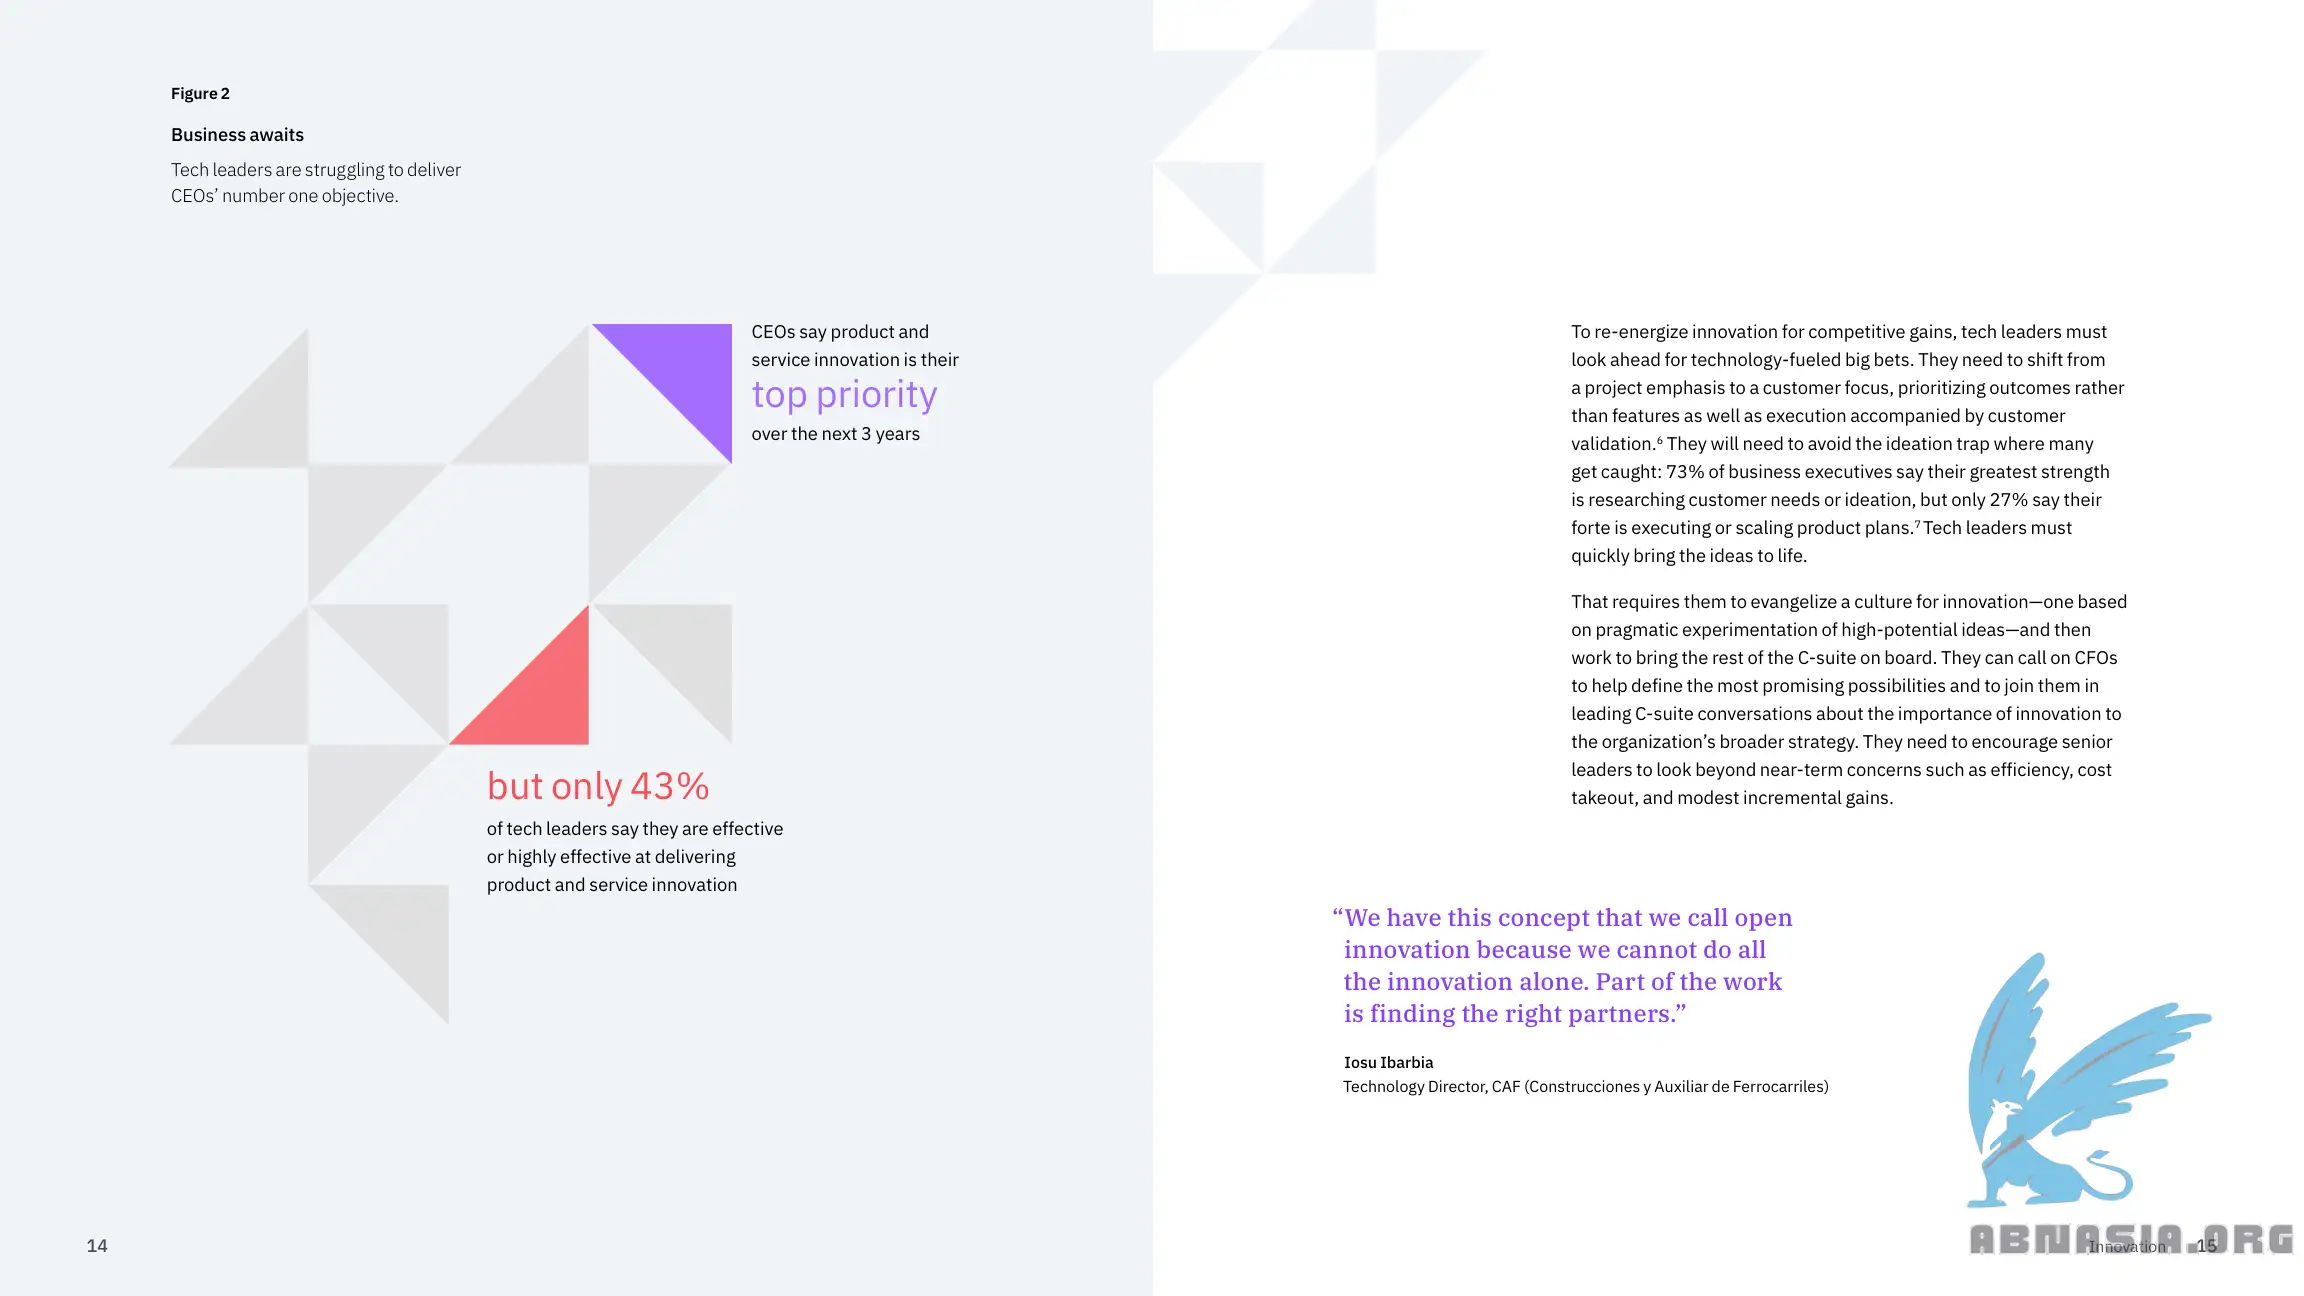 Figure 2
Business awaits
Tech leaders are struggling to deliver
CEOs’ number one objective.
CEOs say product and
service innovation is their
top priority
over the next 3 years
but only 43%
of tech leaders say they are effective
or highly effective at delivering
product and service innovation
14
To re-energize innovation for competitive gains, tech leaders must
look ahead for technology-fueled big bets. They need to shift from
a project emphasis to a customer focus, prioritizing outcomes rather
than features as well as execution accompanied by customer
validation.⁶ They will need to avoid the ideation trap where many
get caught: 73% of business executives say their greatest strength
is researching customer needs or ideation, but only 27% say their
forte is executing or scaling product plans.⁷ Tech leaders must
quickly bring the ideas to life.
That requires them to evangelize a culture for innovation—one based
on pragmatic experimentation of high-potential ideas—and then
work to bring the rest of the C-suite on board. They can call on CFOs
to help define the most promising possibilities and to join them in
leading C-suite conversations about the importance of innovation to
the organization’s broader strategy. They need to encourage senior
leaders to look beyond near-term concerns such as efficiency, cost
takeout, and modest incremental gains.
“We have this concept that we call open
innovation because we cannot do all
the innovation alone. Part of the work
is finding the right partners.”
Iosu Ibarbia
Technology Director, CAF (Construcciones y Auxiliar de Ferrocarriles)
ABNASIA.ORG
Innovation 15